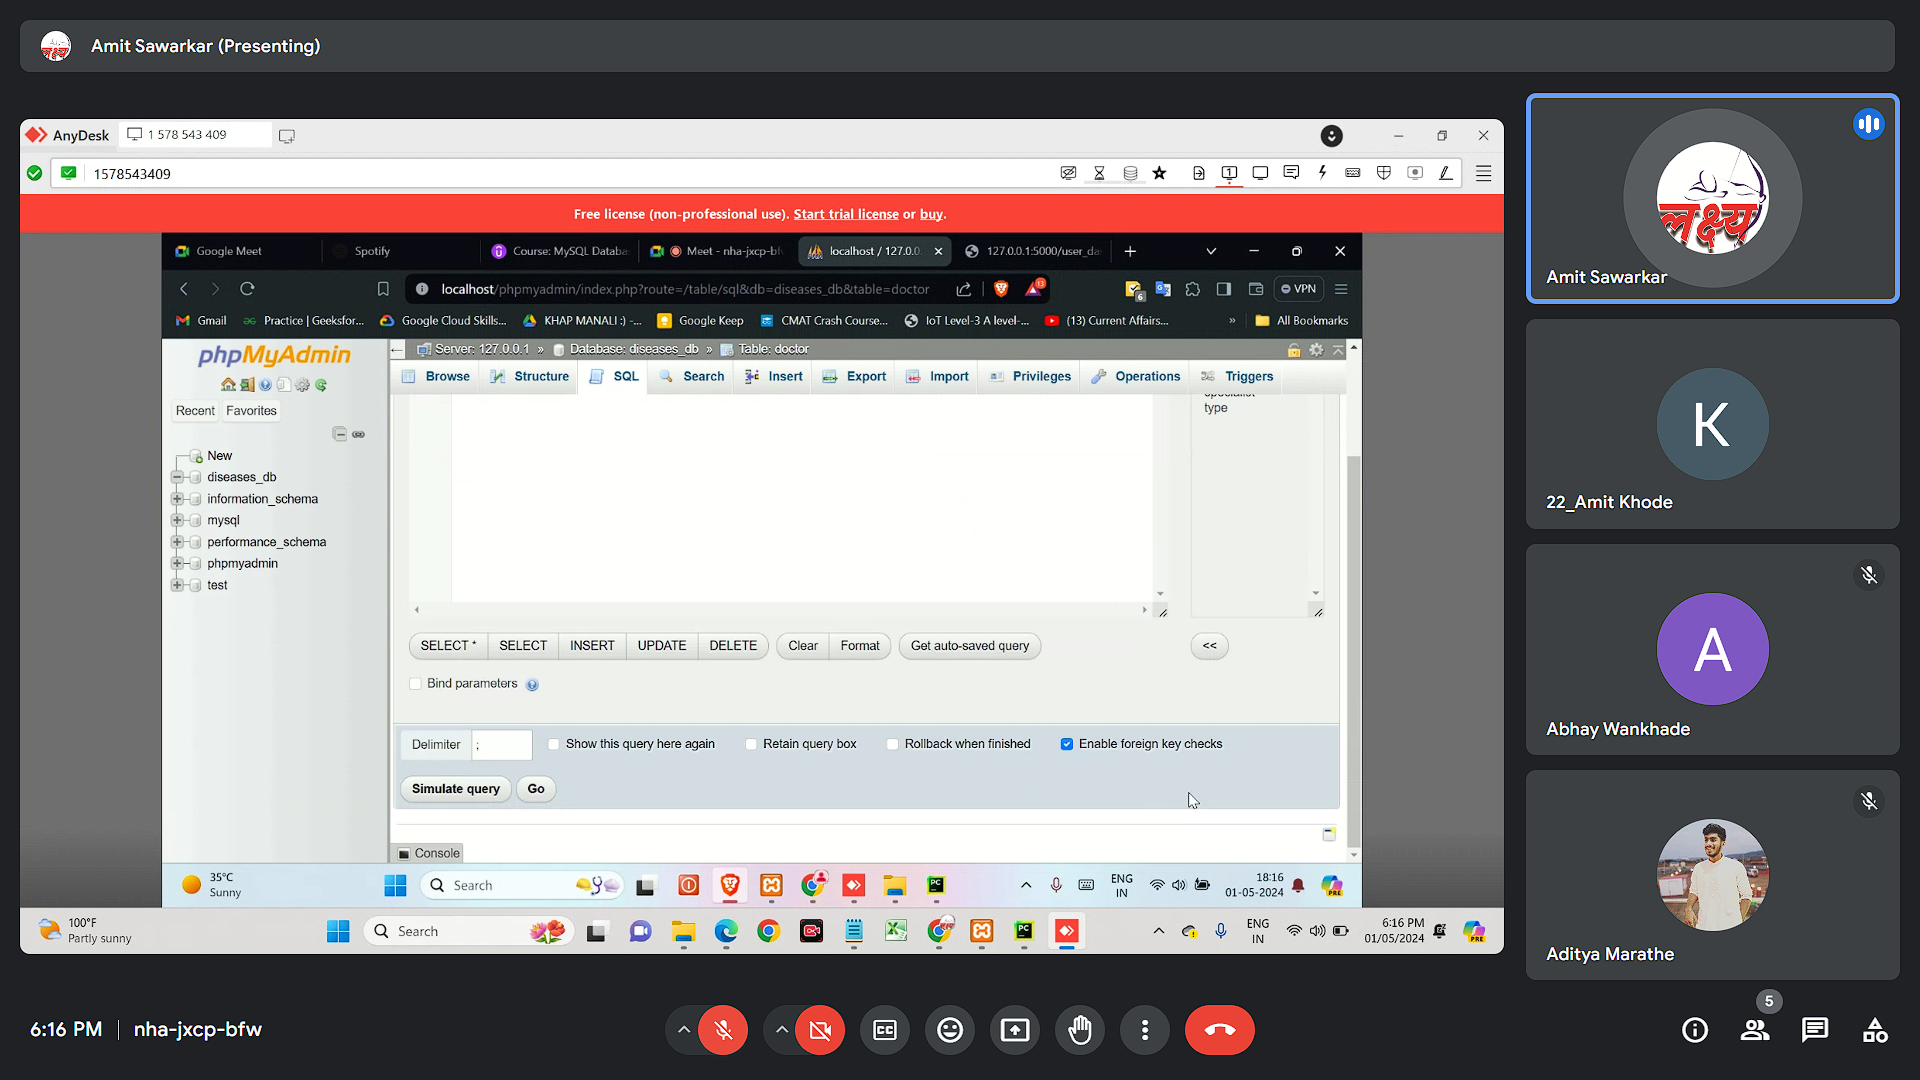 Amit Sawarkar (Presenting)
AnyDesk
1 578 543 409
1578543409
Free license (non-professional use). Start trial license or buy.
Google Meet
Spotify
Course: MySQL Databa
Meet - nha-jxcp-bf
localhost / 127.0.0.
127.0.0.1:5000/user_da
localhost/phpmyadmin/index.php?route=/table/sql&db=diseases_db&table=doctor
13
6
VPN
Gmail
Practice | Geeksfor...
Google Cloud Skills...
KHAP MANALI :) -...
Google Keep
CMAT Crash Course...
IoT Level-3 A level-...
(13) Current Affairs...
»
All Bookmarks
phpMyAdmin
Recent
Favorites
New
diseases_db
information_schema
mysql
performance_schema
phpmyadmin
test
Server: 127.0.0.1 » Database: diseases_db » Table: doctor
Browse
Structure
SQL
Search
Insert
Export
Import
Privileges
Operations
Triggers
specialist
type
SELECT *
SELECT
INSERT
UPDATE
DELETE
Clear
Format
Get auto-saved query
<<
Bind parameters
Delimiter
;
Show this query here again
Retain query box
Rollback when finished
Enable foreign key checks
Simulate query
Go
Console
35°C
Sunny
Search
ENG
IN
18:16
01-05-2024
PRE
100°F
Partly sunny
Search
ENG
IN
6:16 PM
01/05/2024
PRE
लक्ष्य
Amit Sawarkar
K
22_Amit Khode
A
Abhay Wankhade
Aditya Marathe
6:16 PM
nha-jxcp-bfw
CC
5